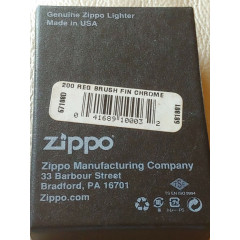 Genuine Zippo Lighter
Made in USA
200 REG BRUSH FIN CHROME
0 41689 10003 2
zippo
Zippo Manufacturing Company
33 Barbour Street
Bradford, PA 16701
Zippo.com